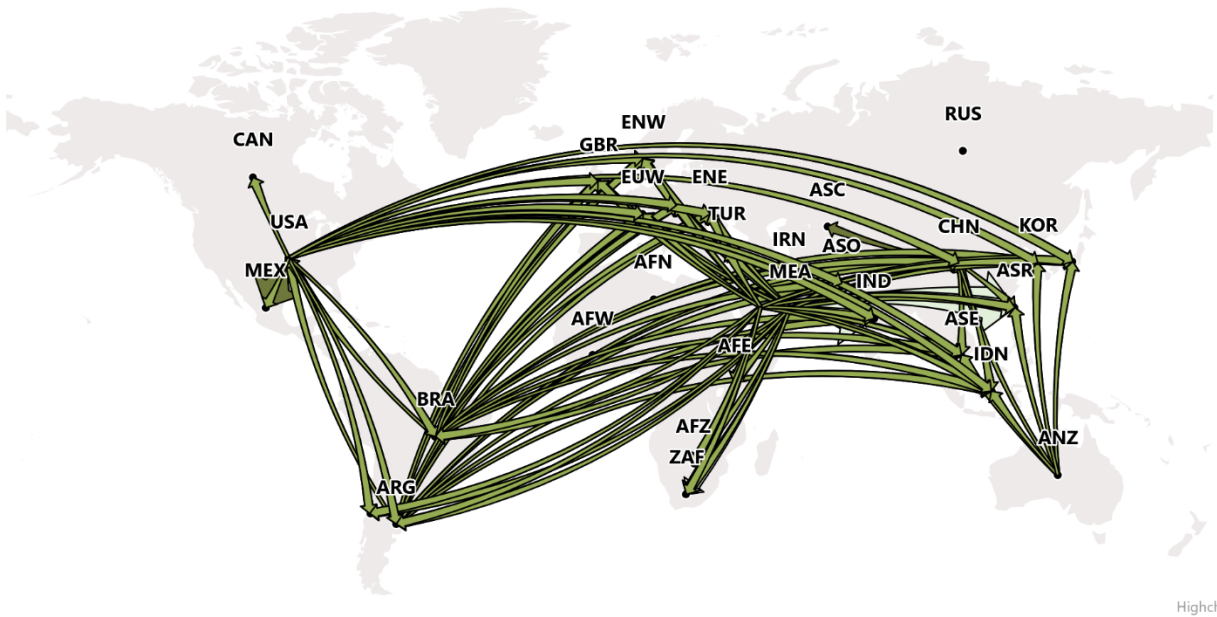 ENW
RUS
CAN
GBR
EUW
ENE
ASC
USA
TUR
CHN
KOR
IRN
ASO
AFN
MEX
MEA
IND
ASR
AFW
ASE
AFE
IDN
BRA
AFZ
ANZ
ZAF
ARG
Highch